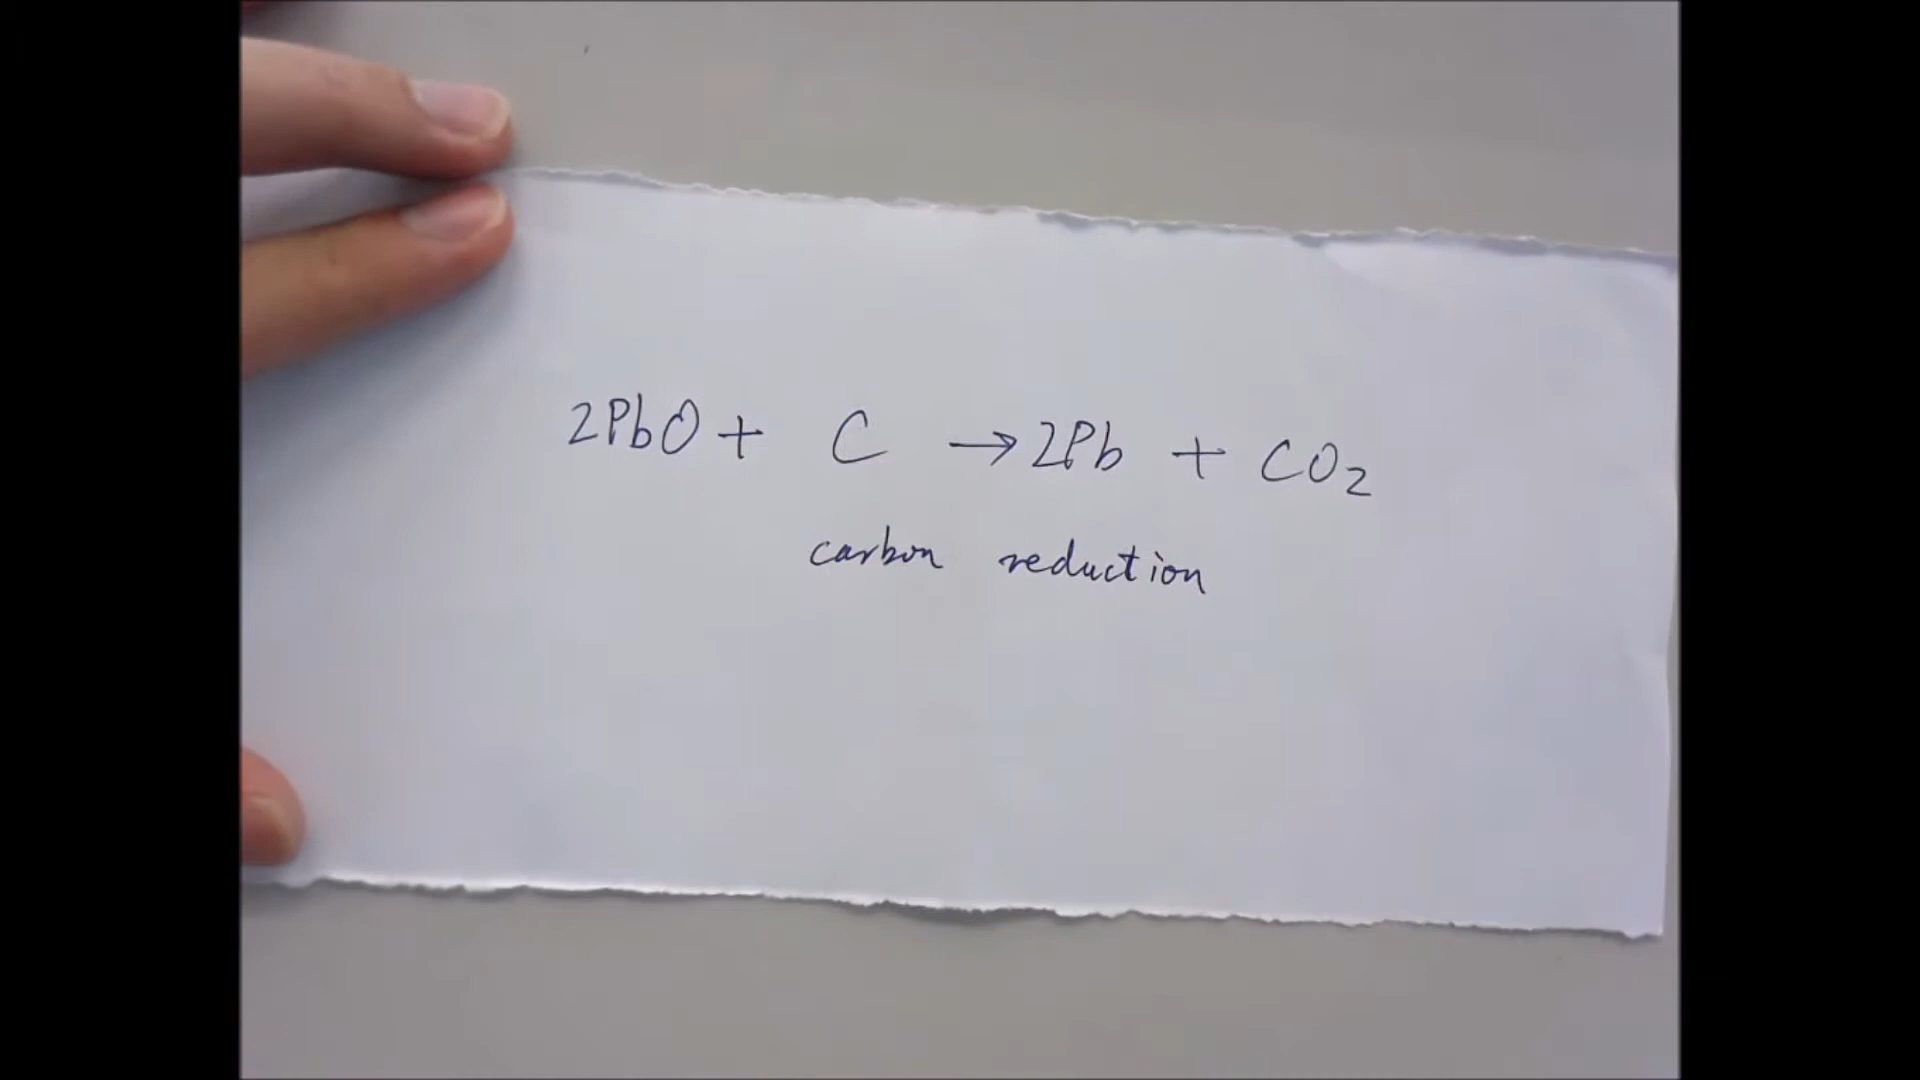 2PbO + C → 2Pb + CO₂
carbon reduction